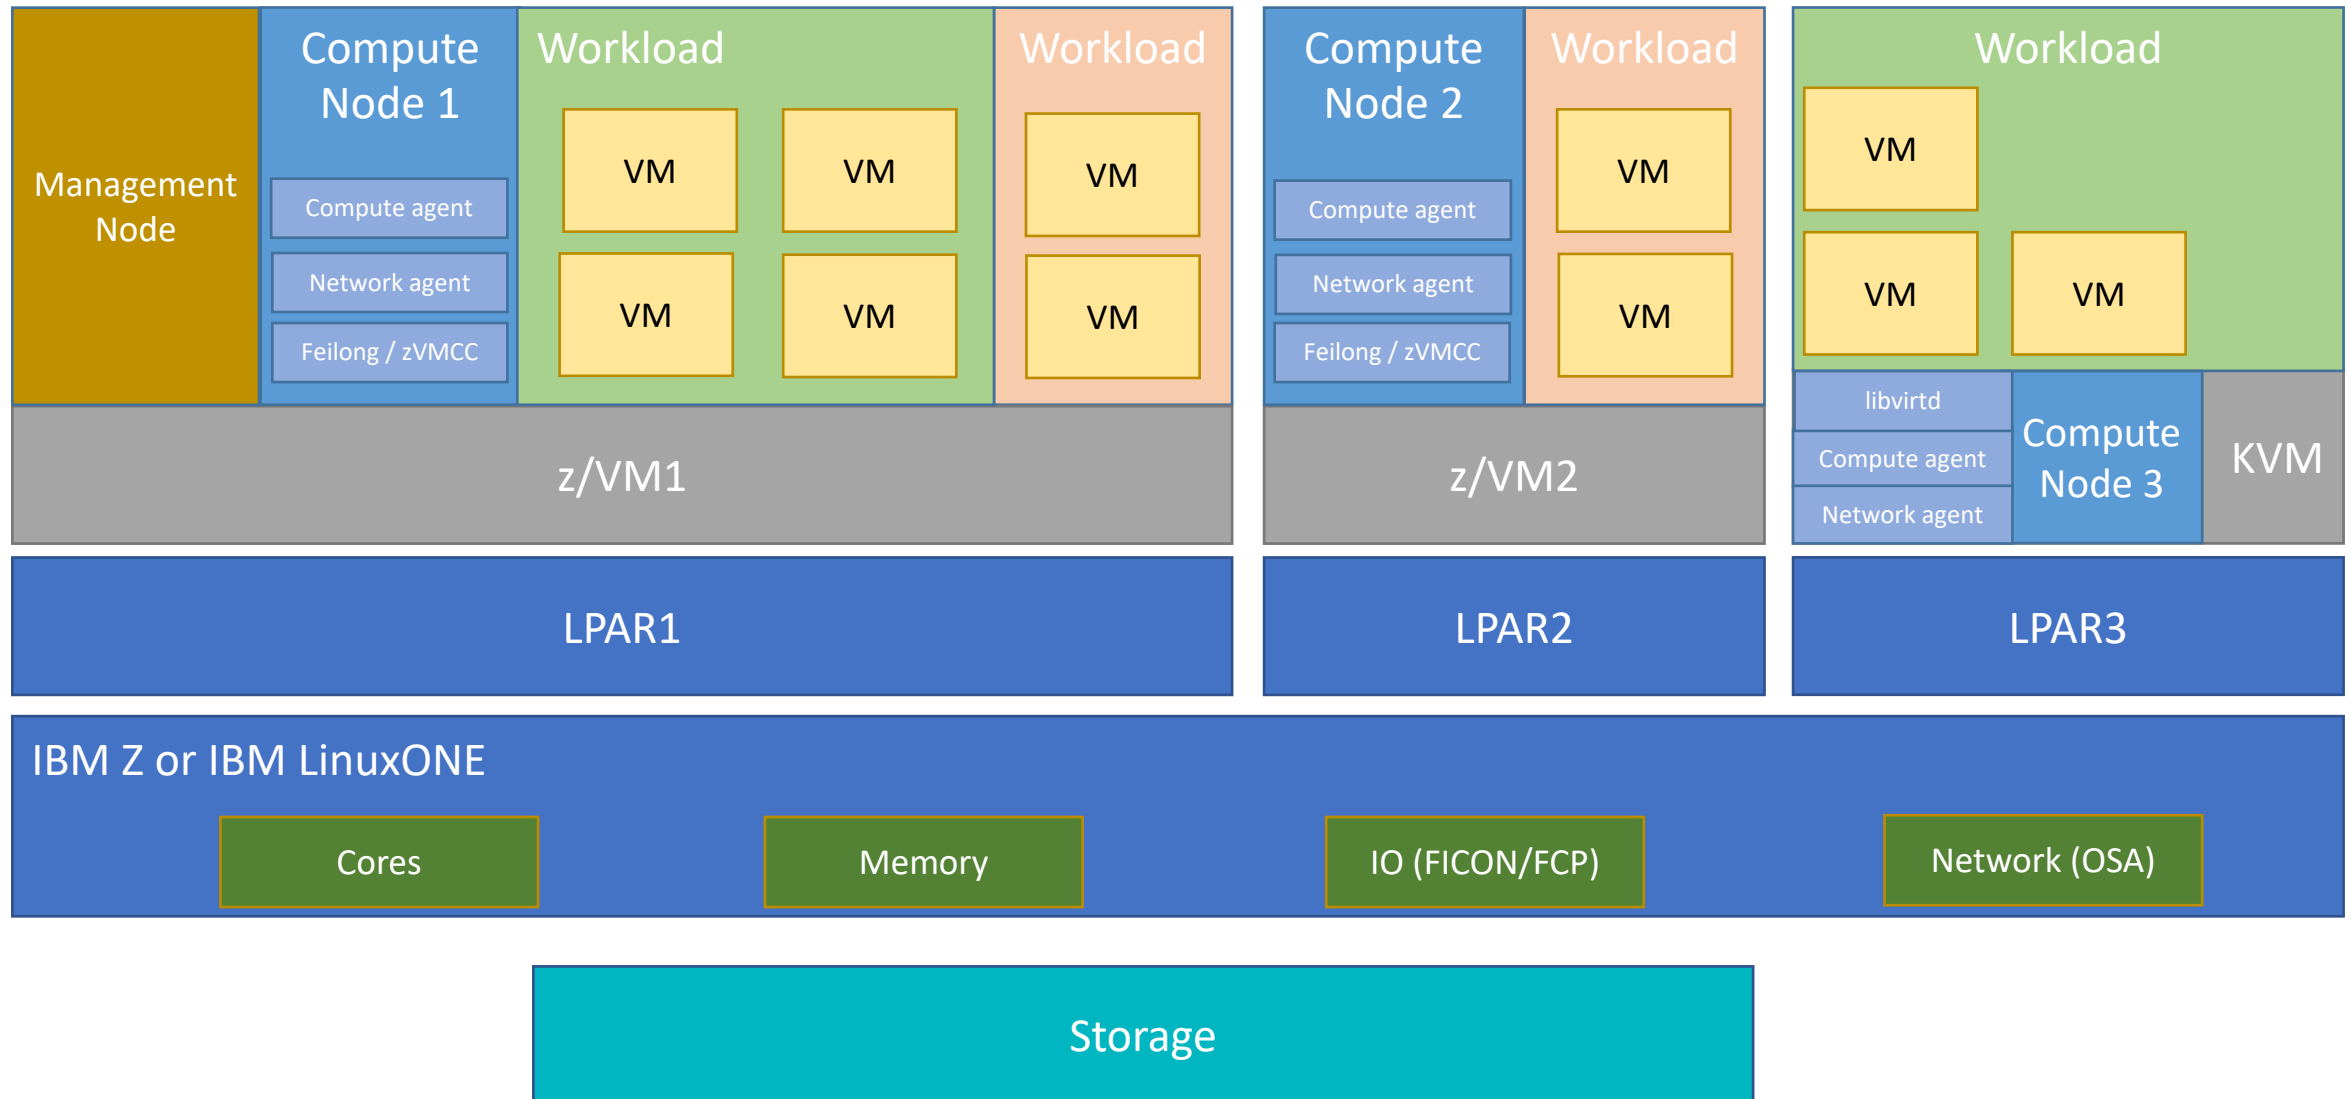 Management
Node
Compute
Node 1
Compute agent
Network agent
Feilong / zVMCC
Workload
VM
VM
VM
VM
Workload
VM
VM
z/VM1
LPAR1
Compute
Node 2
Compute agent
Network agent
Feilong / zVMCC
Workload
VM
VM
z/VM2
LPAR2
Workload
VM
VM
VM
libvirtd
Compute agent
Network agent
Compute
Node 3
KVM
LPAR3
IBM Z or IBM LinuxONE
Cores
Memory
IO (FICON/FCP)
Network (OSA)
Storage